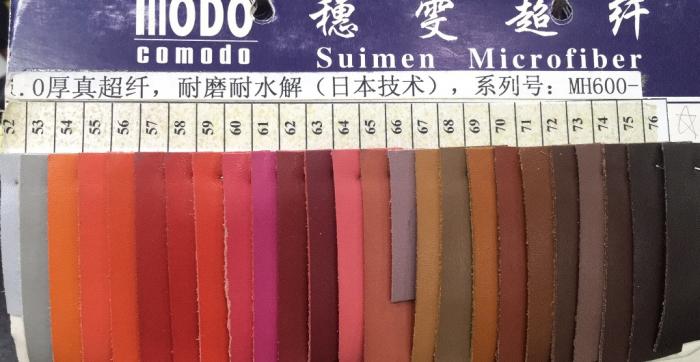 MODO
comodo
穗雯超纤
Suimen Microfiber
1.0厚真超纤，耐磨耐水解（日本技术），系列号：MH600-
52 53 54 55 56 57 58 59 60 61 62 63 64 65 66 67 68 69 70 71 72 73 74 75 76